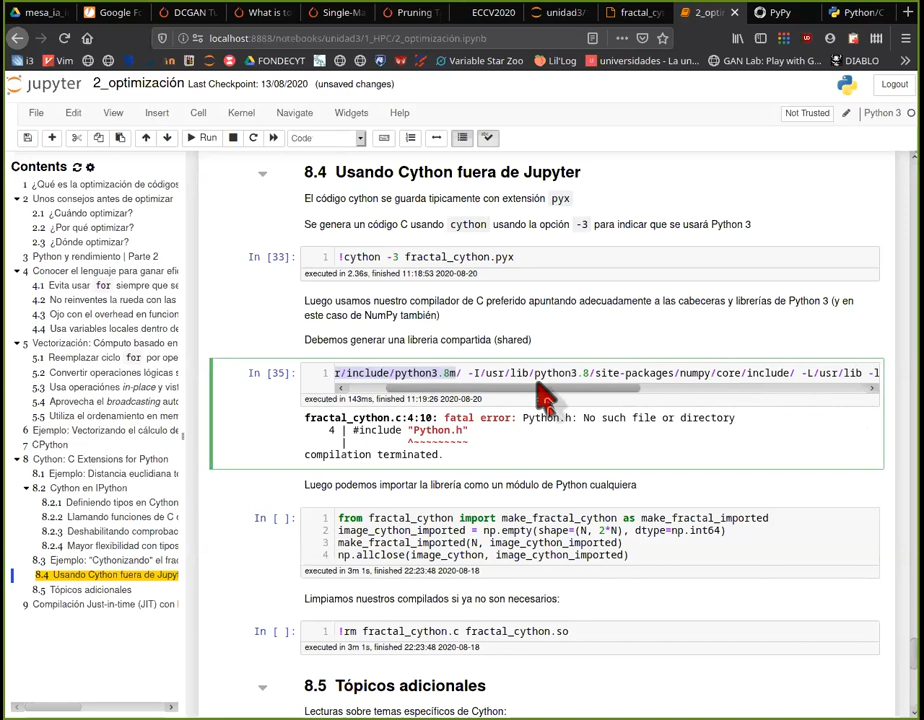 mesa_ia_
Google Fo
DCGAN Tu
What is to
Single-Ma
Pruning T
ECCV2020
unidad3/
fractal_cy
2_opti
PyPy
Python/C
localhost:8888/notebooks/unidad3/1_HPC/2_optimización.ipynb
i3
Vim
FONDECYT
Variable Star Zoo
Lil'Log
universidades - La un...
GAN Lab: Play with G...
DIABLO
jupyter 2_optimización Last Checkpoint: 13/08/2020 (unsaved changes)
Logout
File Edit View Insert Cell Kernel Navigate Widgets Help
Not Trusted
Python 3
Run
Code
Contents
1 ¿Qué es la optimización de códigos
2 Unos consejos antes de optimizar
2.1 ¿Cuándo optimizar?
2.2 ¿Por qué optimizar?
2.3 ¿Dónde optimizar?
3 Python y rendimiento | Parte 2
4 Conocer el lenguaje para ganar efic
4.1 Evita usar for siempre que se
4.2 No reinventes la rueda con las
4.3 Ojo con el overhead en funcion
4.4 Usa variables locales dentro de
5 Vectorización: Cómputo basado en
5.1 Reemplazar ciclo for por oper
5.2 Convertir operaciones lógicas
5.3 Usa operaciónes in-place y vist
5.4 Aprovecha el broadcasting auto
5.5 Utiliza el ordenamiento en mem
6 Ejemplo: Vectorizando el cálculo de
7 CPython
8 Cython: C Extensions for Python
8.1 Ejemplo: Distancia euclidiana to
8.2 Cython en IPython
8.2.1 Definiendo tipos en Cython
8.2.2 Llamando funciones de C c
8.2.3 Deshabilitando comprobac
8.2.4 Mayor flexibilidad con tipos
8.3 Ejemplo: "Cythonizando" el frac
8.4 Usando Cython fuera de Jupyt
8.5 Tópicos adicionales
9 Compilación Just-in-time (JIT) con
8.4 Usando Cython fuera de Jupyter
El código cython se guarda tipicamente con extensión pyx
Se genera un código C usando cython usando la opción -3 para indicar que se usará Python 3
In [33]: 1 !cython -3 fractal_cython.pyx
executed in 2.36s, finished 11:18:53 2020-08-20
Luego usamos nuestro compilador de C preferido apuntando adecuadamente a las cabeceras y librerías de Python 3 (y en
este caso de NumPy también)
Debemos generar una libreria compartida (shared)
In [35]: 1 r/include/python3.8m/ -I/usr/lib/python3.8/site-packages/numpy/core/include/ -L/usr/lib -l
executed in 143ms, finished 11:19:26 2020-08-20
fractal_cython.c:4:10: fatal error: Python.h: No such file or directory
4 | #include "Python.h"
| ^~~~~~~~~~
compilation terminated.
Luego podemos importar la librería como un módulo de Python cualquiera
In [ ]: 1 from fractal_cython import make_fractal_cython as make_fractal_imported
2 image_cython_imported = np.empty(shape=(N, 2*N), dtype=np.int64)
3 make_fractal_imported(N, image_cython_imported)
4 np.allclose(image_cython, image_cython_imported)
executed in 3m 1s, finished 22:23:48 2020-08-18
Limpiamos nuestros compilados si ya no son necesarios:
In [ ]: 1 !rm fractal_cython.c fractal_cython.so
executed in 3m 1s, finished 22:23:48 2020-08-18
8.5 Tópicos adicionales
Lecturas sobre temas específicos de Cython: